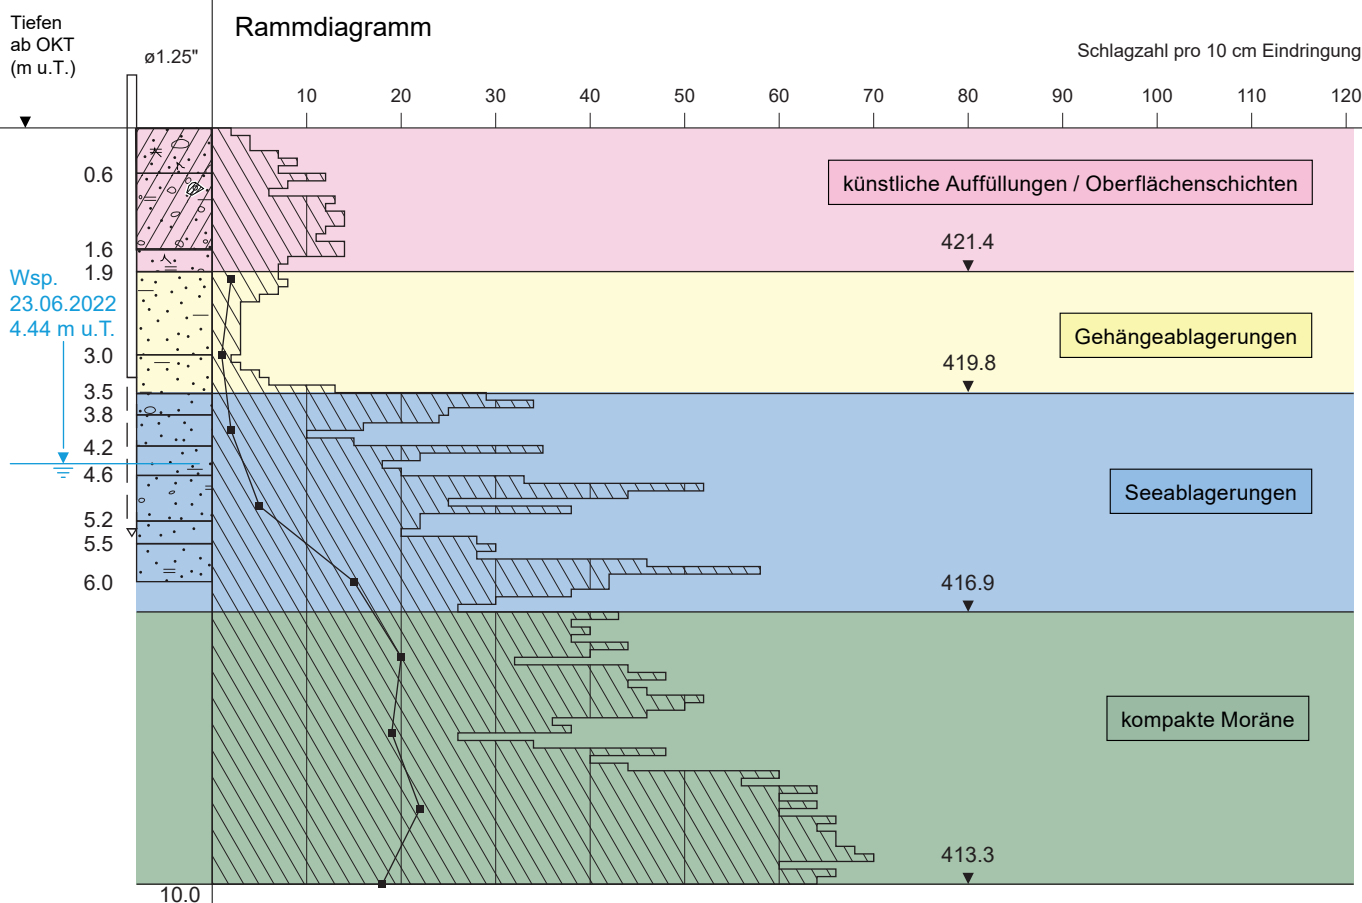 Tiefen
ab OKT
(m u.T.)
ø1.25"
Rammdiagramm
Schlagzahl pro 10 cm Eindringung
10 20 30 40 50 60 70 80 90 100 110 120
0.6
künstliche Auffüllungen / Oberflächenschichten
421.4
1.6
1.9
Wsp.
23.06.2022
4.44 m u.T.
Gehängeablagerungen
3.0
419.8
3.5
3.8
4.2
4.6
Seeablagerungen
5.2
5.5
6.0
416.9
kompakte Moräne
413.3
10.0